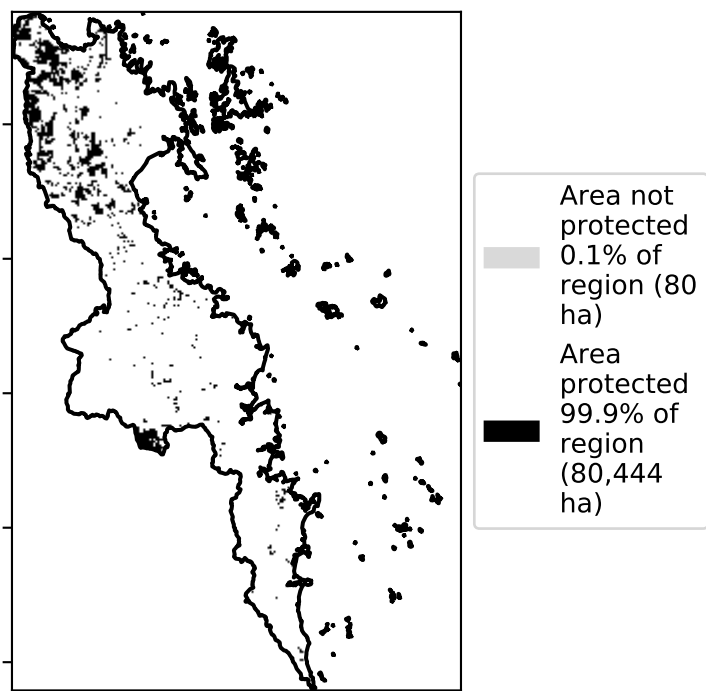 Area not
protected
0.1% of
region (80
ha)
Area
protected
99.9% of
region
(80,444
ha)